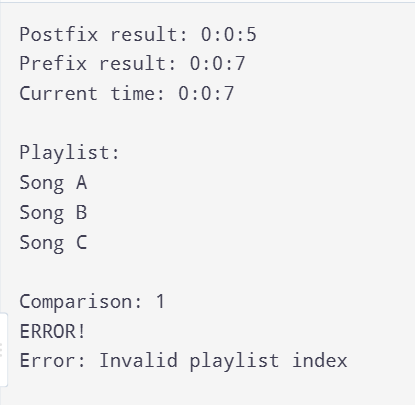 Postfix result: 0:0:5
Prefix result: 0:0:7
Current time: 0:0:7
Playlist:
Song A
Song B
Song C
Comparison: 1
ERROR!
Error: Invalid playlist index